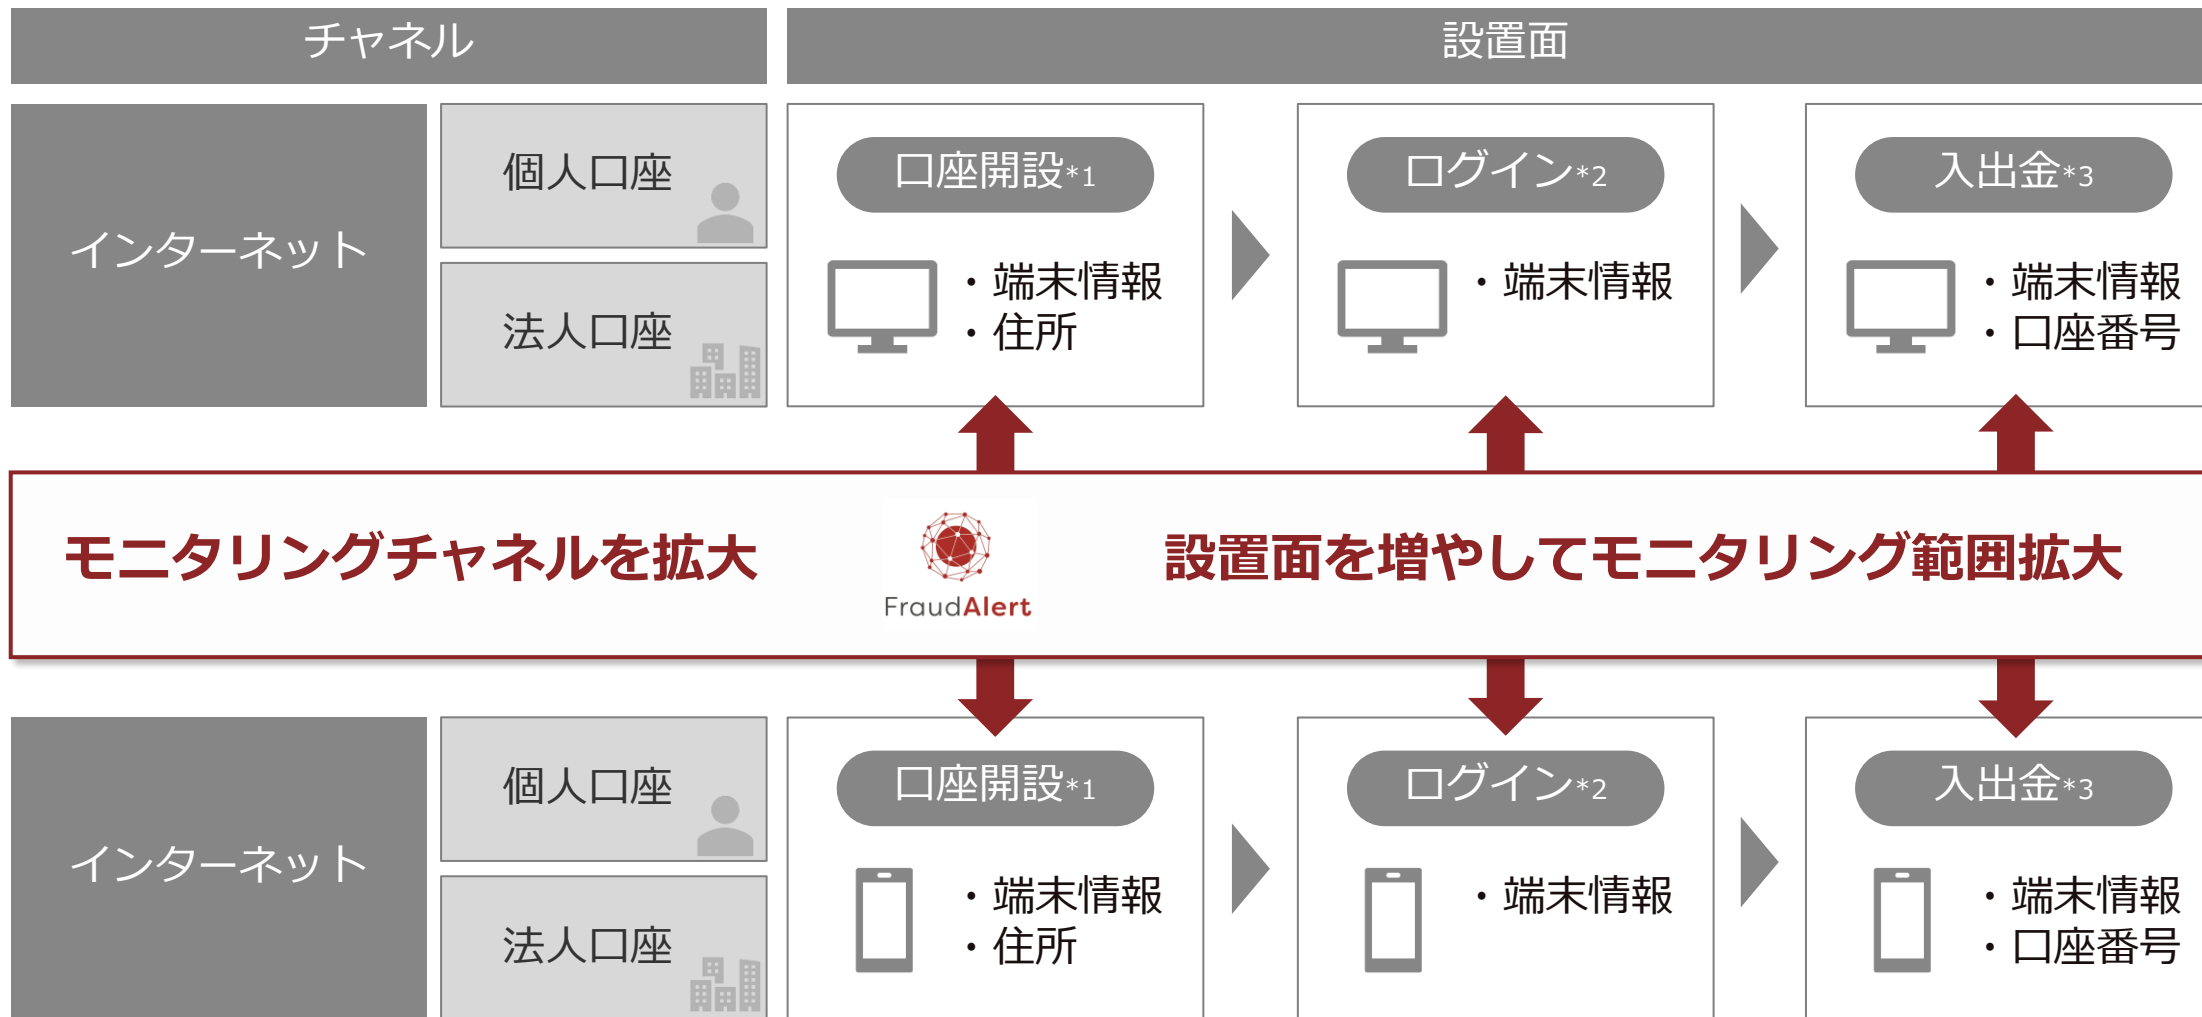 チャネル
設置面
インターネット
個人口座
法人口座
口座開設*1
・端末情報
・住所
ログイン*2
・端末情報
入出金*3
・端末情報
・口座番号
モニタリングチャネルを拡大
FraudAlert
設置面を増やしてモニタリング範囲拡大
インターネット
個人口座
法人口座
口座開設*1
・端末情報
・住所
ログイン*2
・端末情報
入出金*3
・端末情報
・口座番号